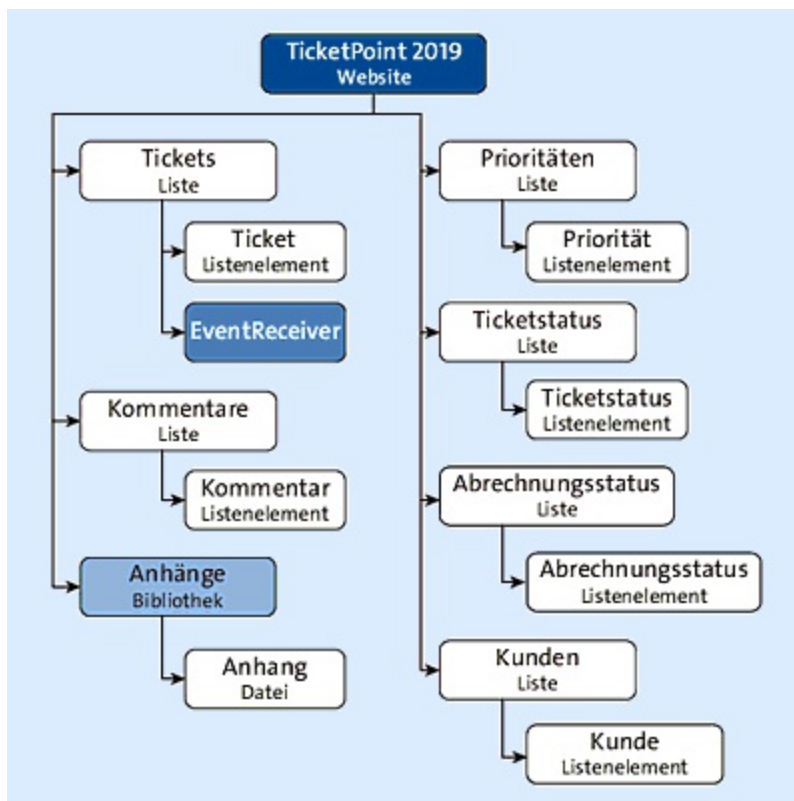 TicketPoint 2019
Website
Tickets
Liste
Ticket
Listenelement
EventReceiver
Kommentare
Liste
Kommentar
Listenelement
Anhänge
Bibliothek
Anhang
Datei
Prioritäten
Liste
Priorität
Listenelement
Ticketstatus
Liste
Ticketstatus
Listenelement
Abrechnungsstatus
Liste
Abrechnungsstatus
Listenelement
Kunden
Liste
Kunde
Listenelement